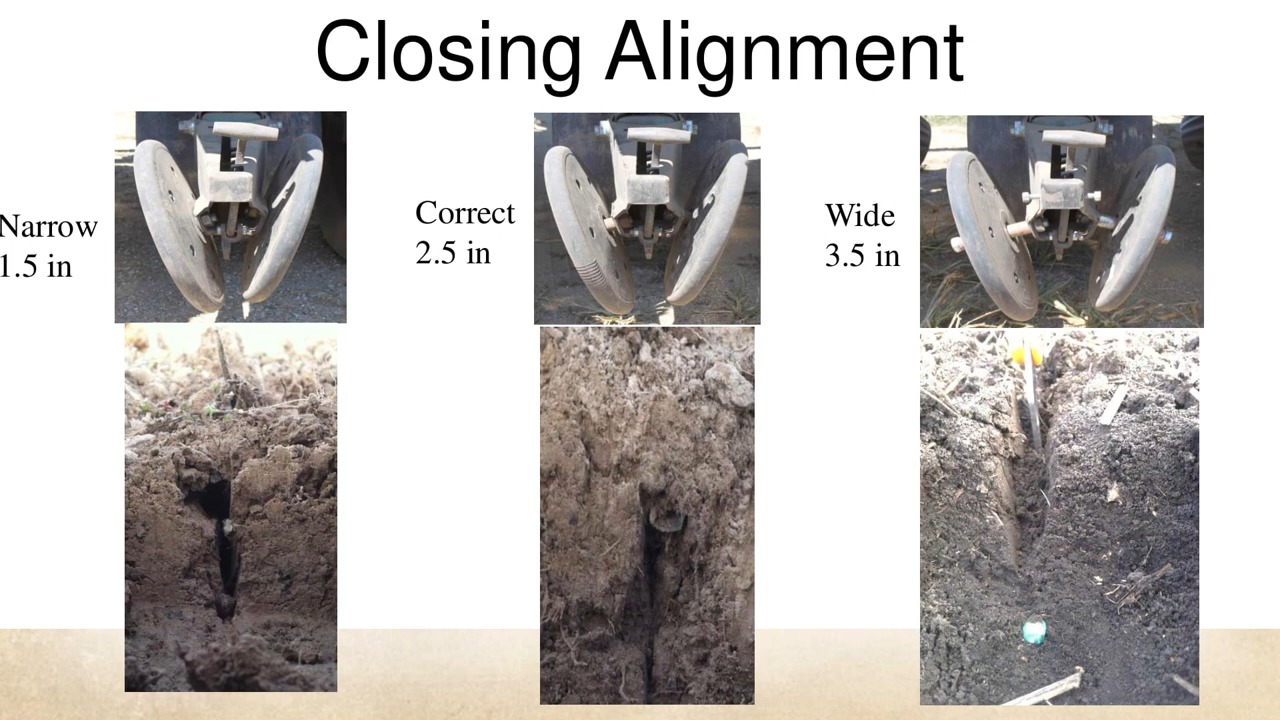 Closing Alignment
Narrow
1.5 in
Correct
2.5 in
Wide
3.5 in